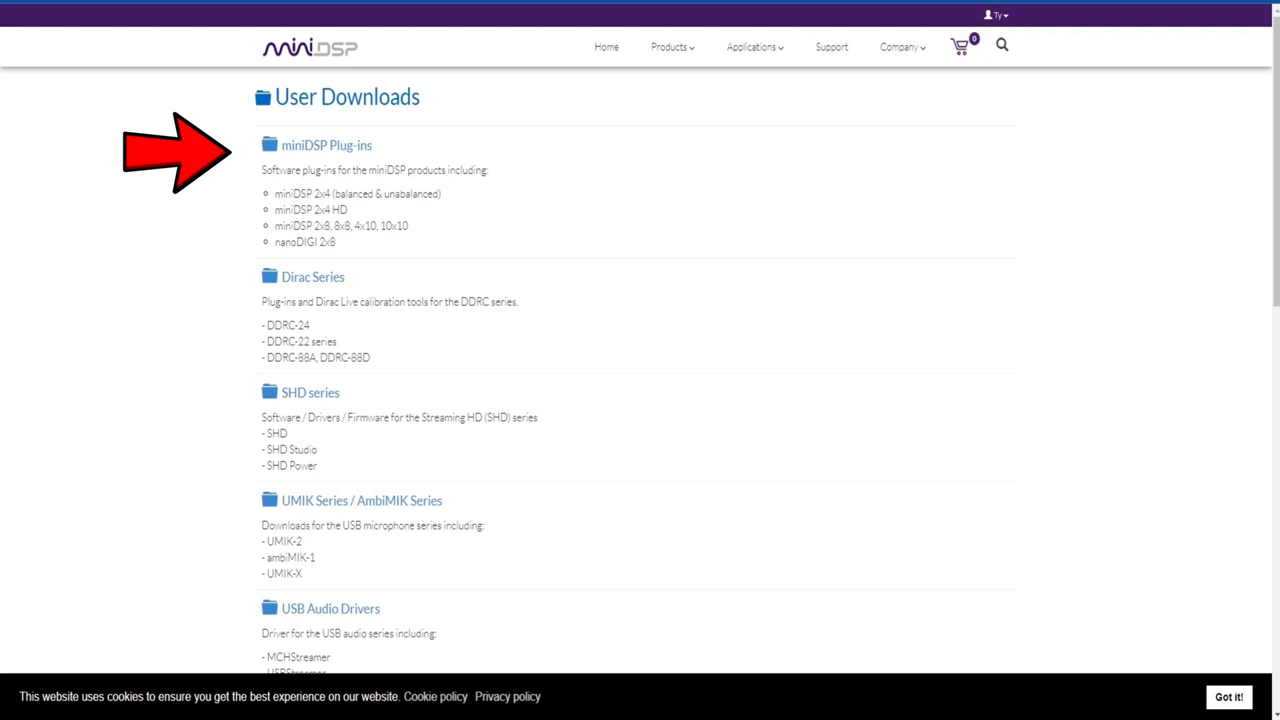 Ty
miniDSP
Home
Products
Applications
Support
Company
0
User Downloads
miniDSP Plug-ins
Software plug-ins for the miniDSP products including:
miniDSP 2x4 (balanced & unabalanced)
miniDSP 2x4 HD
miniDSP 2x8, 8x8, 4x10, 10x10
nanoDIGI 2x8
Dirac Series
Plug-ins and Dirac Live calibration tools for the DDRC series.
- DDRC-24
- DDRC-22 series
- DDRC-88A, DDRC-88D
SHD series
Software / Drivers / Firmware for the Streaming HD (SHD) series
- SHD
- SHD Studio
- SHD Power
UMIK Series / AmbiMIK Series
Downloads for the USB microphone series including:
- UMIK-2
- ambiMIK-1
- UMIK-X
USB Audio Drivers
Driver for the USB audio series including:
- MCHStreamer
- USBStreamer
This website uses cookies to ensure you get the best experience on our website. Cookie policy Privacy policy
Got it!